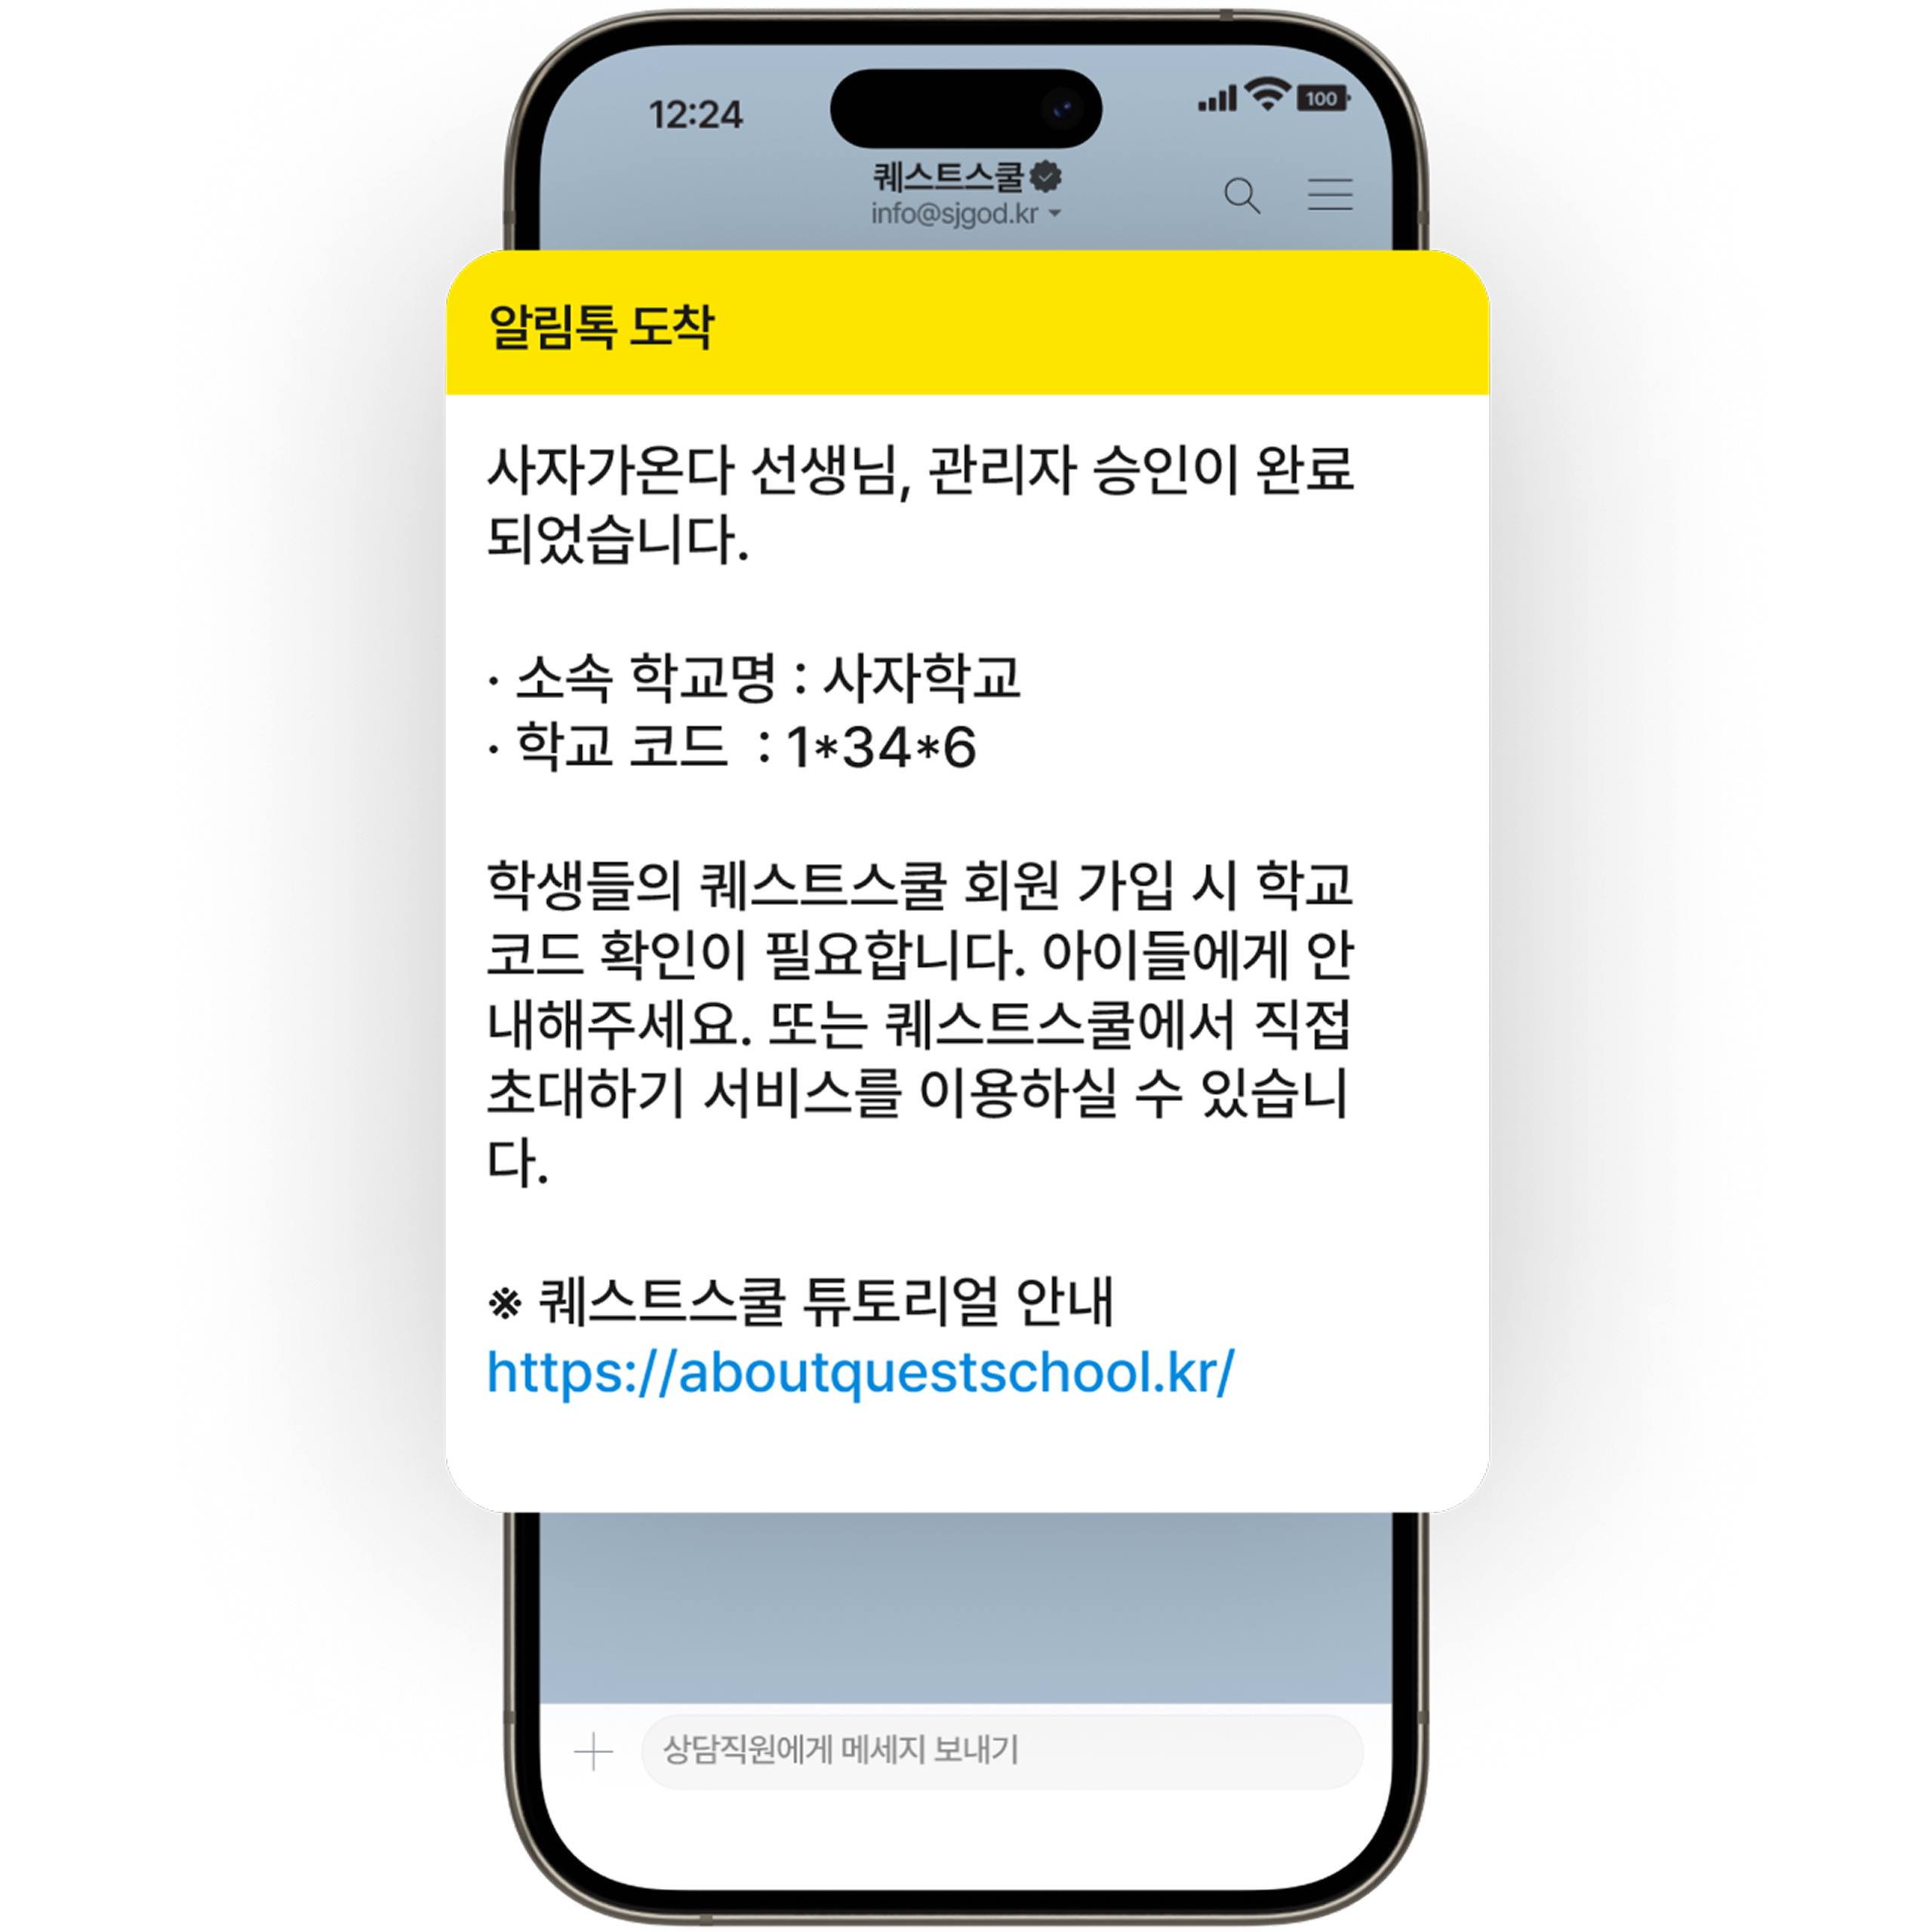 12:24
100
퀘스트스쿨
info@sjgod.kr
알림톡 도착
사자가온다 선생님, 관리자 승인이 완료
되었습니다.
· 소속 학교명 : 사자학교
· 학교 코드 : 1*34*6
학생들의 퀘스트스쿨 회원 가입 시 학교
코드 확인이 필요합니다. 아이들에게 안
내해주세요. 또는 퀘스트스쿨에서 직접
초대하기 서비스를 이용하실 수 있습니
다.
※ 퀘스트스쿨 튜토리얼 안내
https://aboutquestschool.kr/
상담직원에게 메세지 보내기